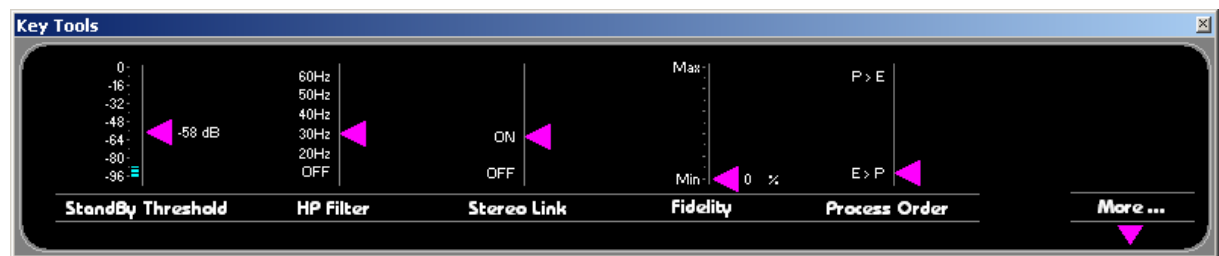 Key Tools
0
-16
-32
-48
-64
-80
-96
-58 dB
StandBy Threshold
60Hz
50Hz
40Hz
30Hz
20Hz
OFF
HP Filter
ON
OFF
Stereo Link
Max
Min
0 %
Fidelity
P > E
E > P
Process Order
More ...